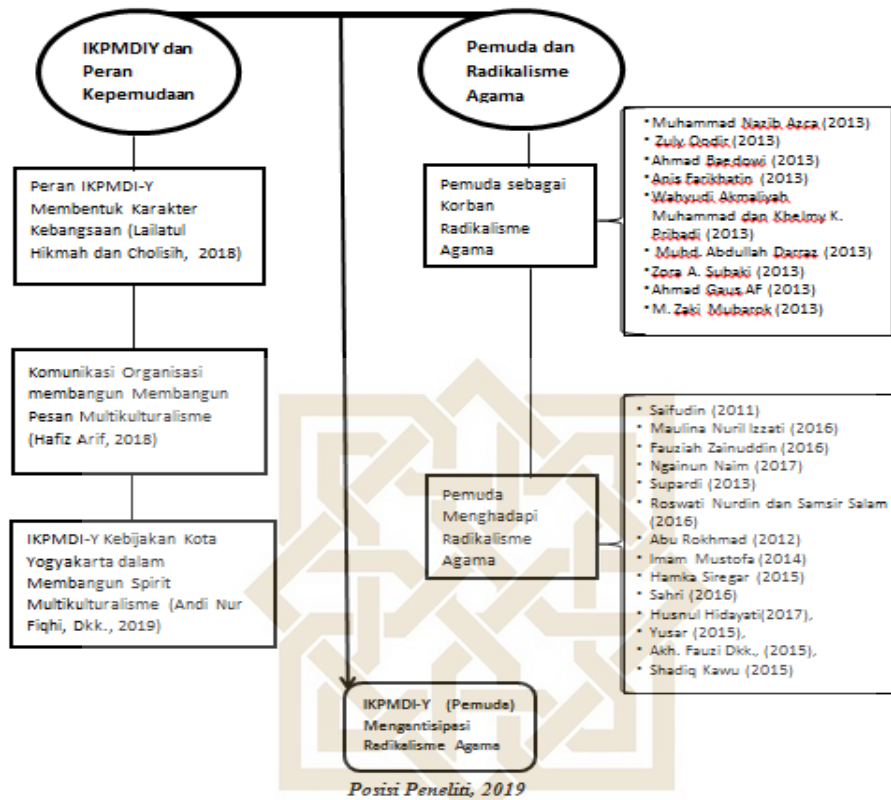 IKPMDIY dan
Peran
Kepemudaan
Peran IKPMDI-Y
Membentuk Karakter
Kebangsaan (Lailatul
Hikmah dan Cholisih, 2018)
Komunikasi Organisasi
membangun Membangun
Pesan Multikulturalisme
(Hafiz Arif, 2018)
IKPMDI-Y Kebijakan Kota
Yogyakarta dalam
Membangun Spirit
Multikulturalisme (Andi Nur
Fiqhi, Dkk., 2019)
Pemuda dan
Radikalisme
Agama
Pemuda sebagai
Korban
Radikalisme
Agama
• Muhammad Nazib Azca (2013)
• Zuly Qodir (2013)
• Ahmad Baedowi (2013)
• Anis Farikhatin (2013)
• Wahyudi Akmaliyah
Muhammad dan Khelmy K.
Pribadi (2013)
• Muhd. Abdullah Darraz (2013)
• Zora A. Subaki (2013)
• Ahmad Gaus AF (2013)
• M. Zaki Mubarok (2013)
Pemuda
Menghadapi
Radikalisme
Agama
• Saifudin (2011)
• Maulina Nuril Izzati (2016)
• Fauziah Zainuddin (2016)
• Ngainun Naim (2017)
• Supardi (2013)
• Roswati Nurdin dan Samsir Salam
(2016)
• Abu Rokhmad (2012)
• Imam Mustofa (2014)
• Hamka Siregar (2015)
• Sahri (2016)
• Husnul Hidayati(2017),
• Yusar (2015),
• Akh. Fauzi Dkk., (2015),
• Shadiq Kawu (2015)
IKPMDI-Y (Pemuda)
Mengantisipasi
Radikalisme Agama
Posisi Peneliti, 2019